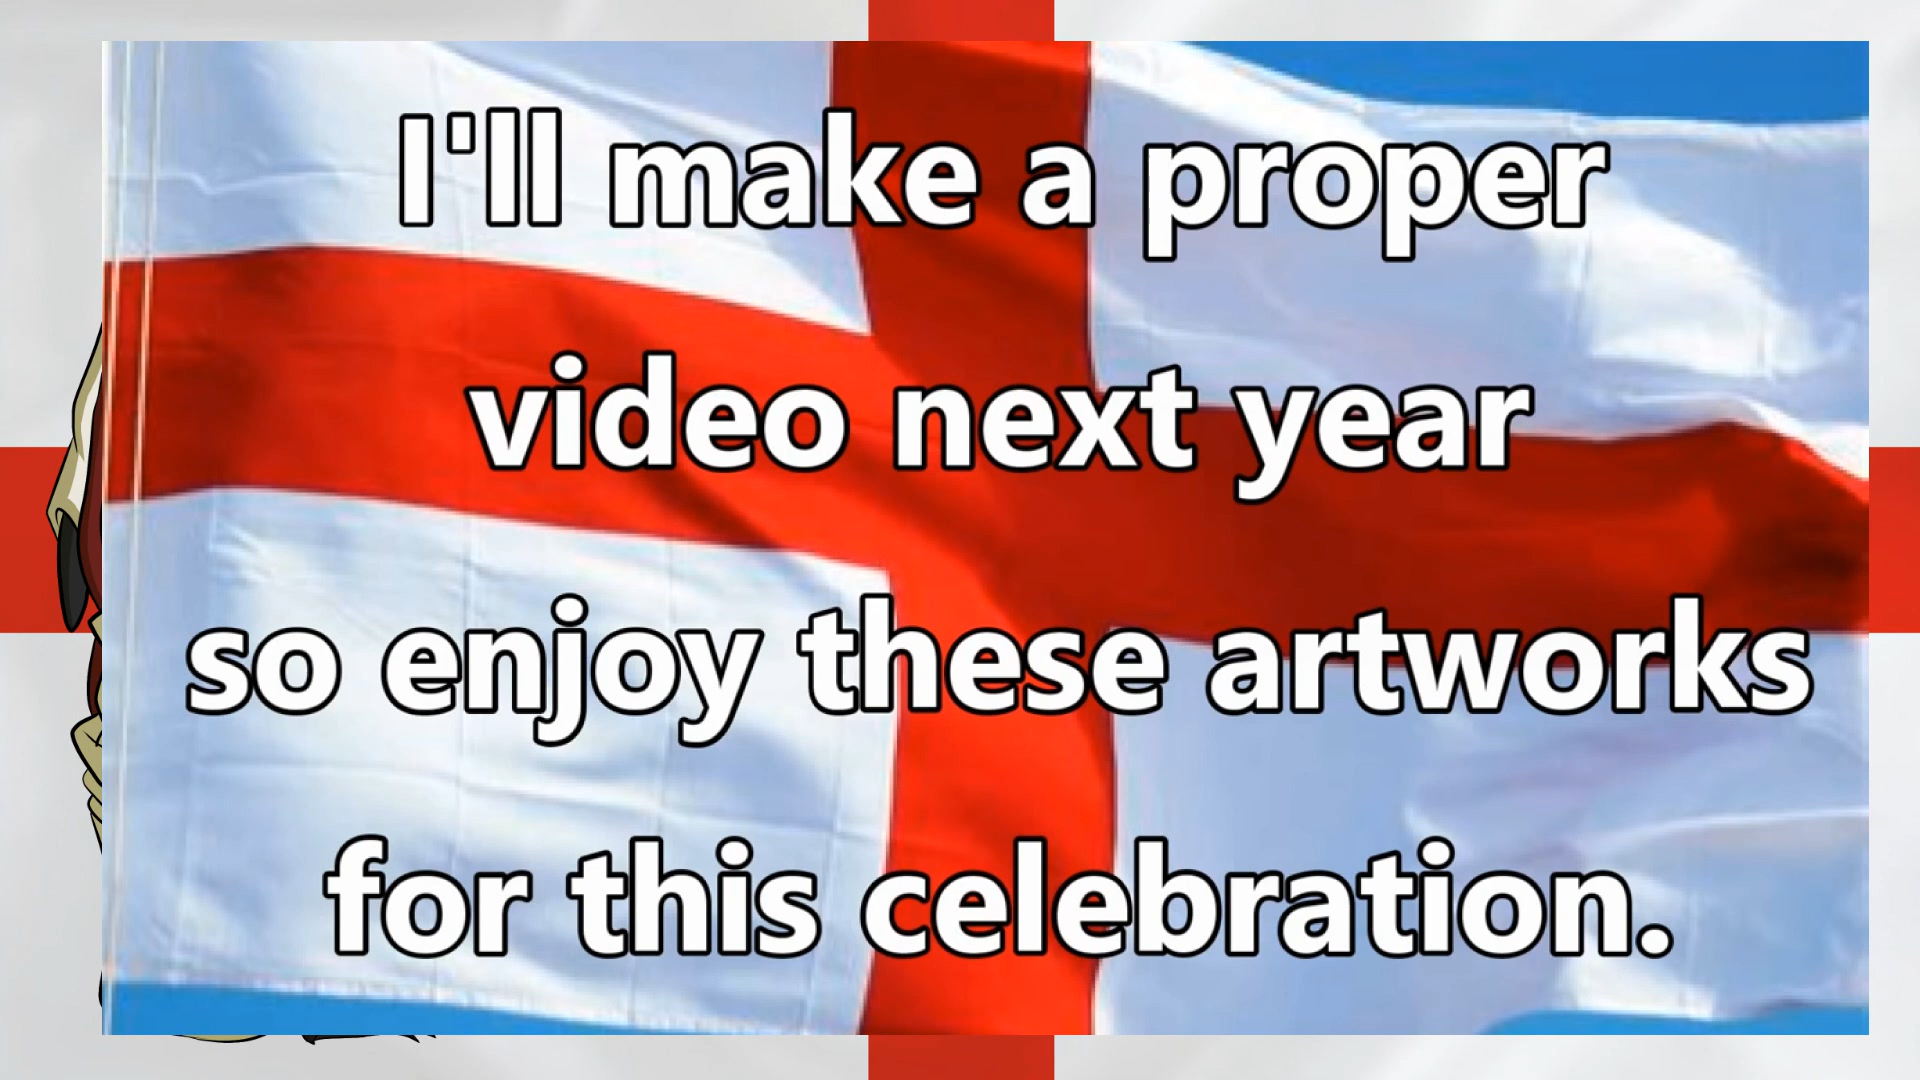 I'll make a proper
video next year
so enjoy these artworks
for this celebration.